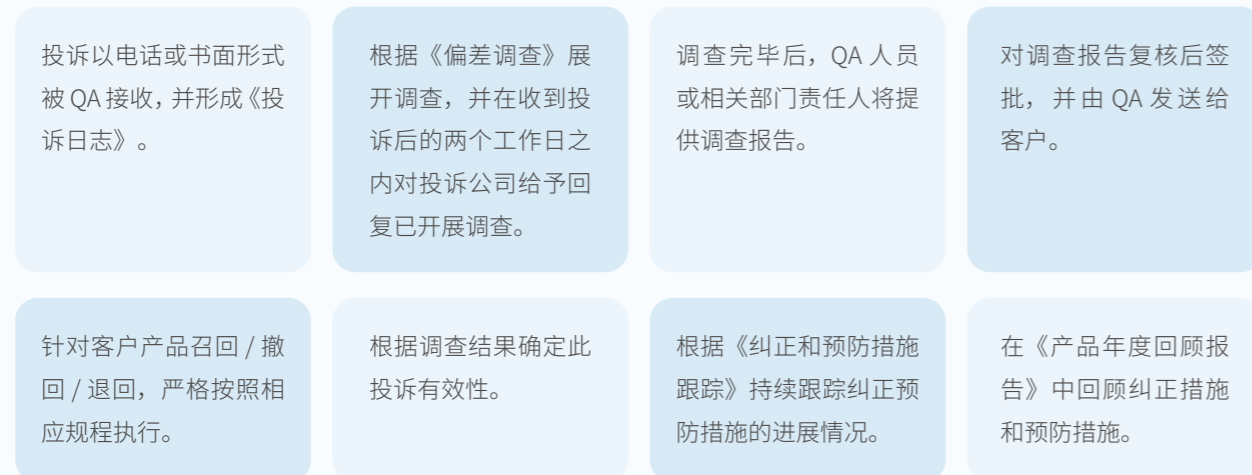 投诉以电话或书面形式
被 QA 接收，并形成《投
诉日志》。
根据《偏差调查》展
开调查，并在收到投
诉后的两个工作日之
内对投诉公司给予回
复已开展调查。
调查完毕后，QA 人员
或相关部门责任人将提
供调查报告。
对调查报告复核后签
批，并由 QA 发送给
客户。
针对客户产品召回 / 撤
回 / 退回，严格按照相
应规程执行。
根据调查结果确定此
投诉有效性。
根据《纠正和预防措施
跟踪》持续跟踪纠正预
防措施的进展情况。
在《产品年度回顾报
告》中回顾纠正措施
和预防措施。